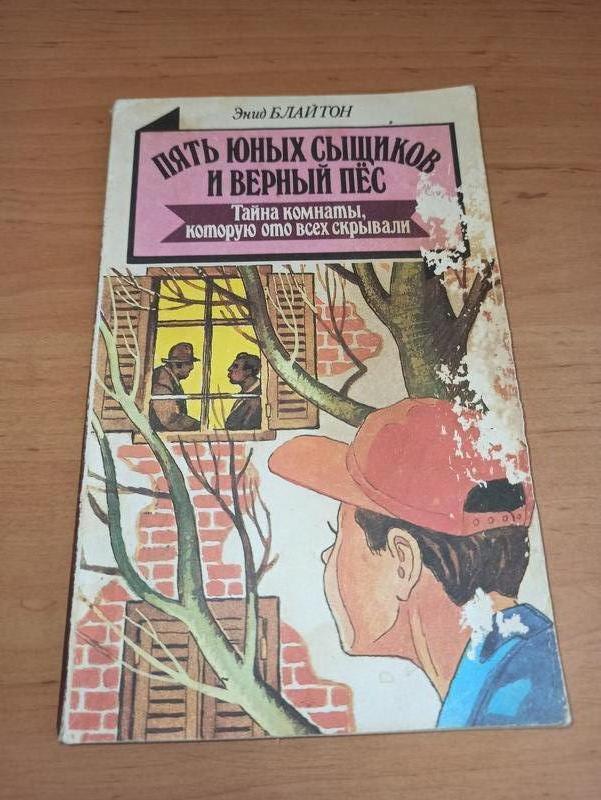 Энид БЛАЙТОН
ПЯТЬ ЮНЫХ СЫЩИКОВ
И ВЕРНЫЙ ПЁС
Тайна комнаты,
которую ото всех скрывали